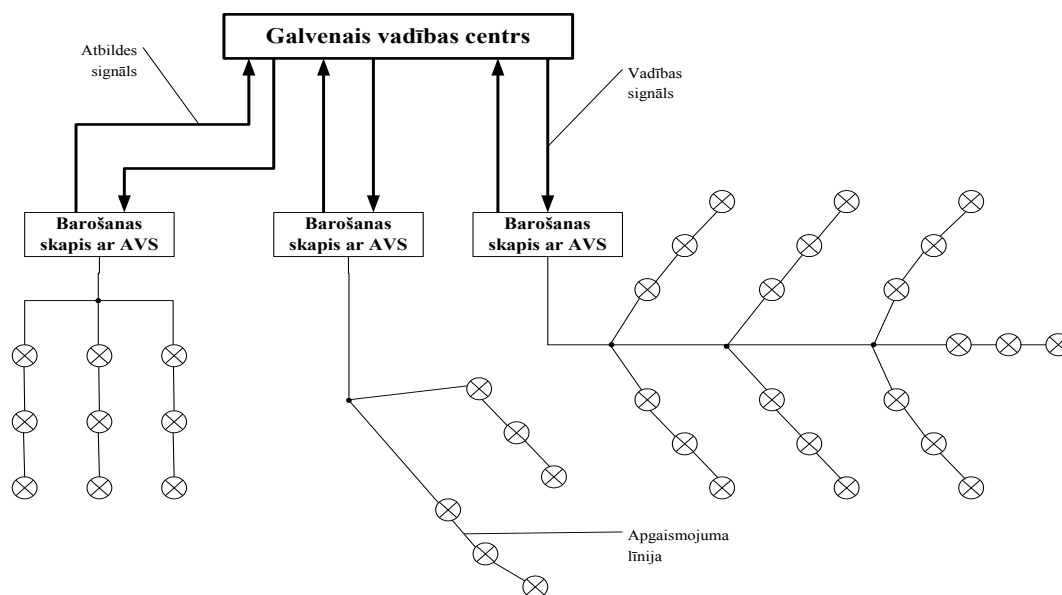 Galvenais vadības centrs
Atbildes
signāls
Vadības
signāls
Barošanas
skapis ar AVS
Barošanas
skapis ar AVS
Barošanas
skapis ar AVS
Apgaismojuma
līnija